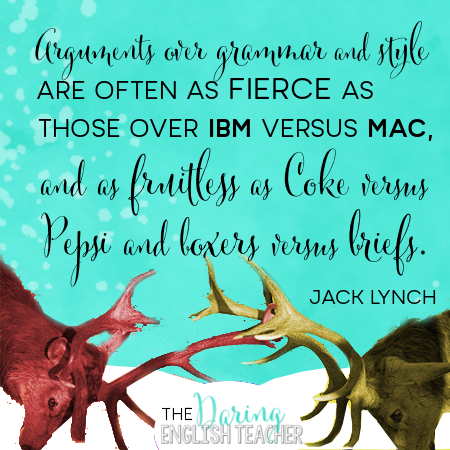 Arguments over grammar and style
ARE OFTEN AS FIERCE AS
THOSE OVER IBM VERSUS MAC,
and as fruitless as Coke versus
Pepsi and boxers versus briefs.
JACK LYNCH
THE Daring
ENGLISH TEACHER